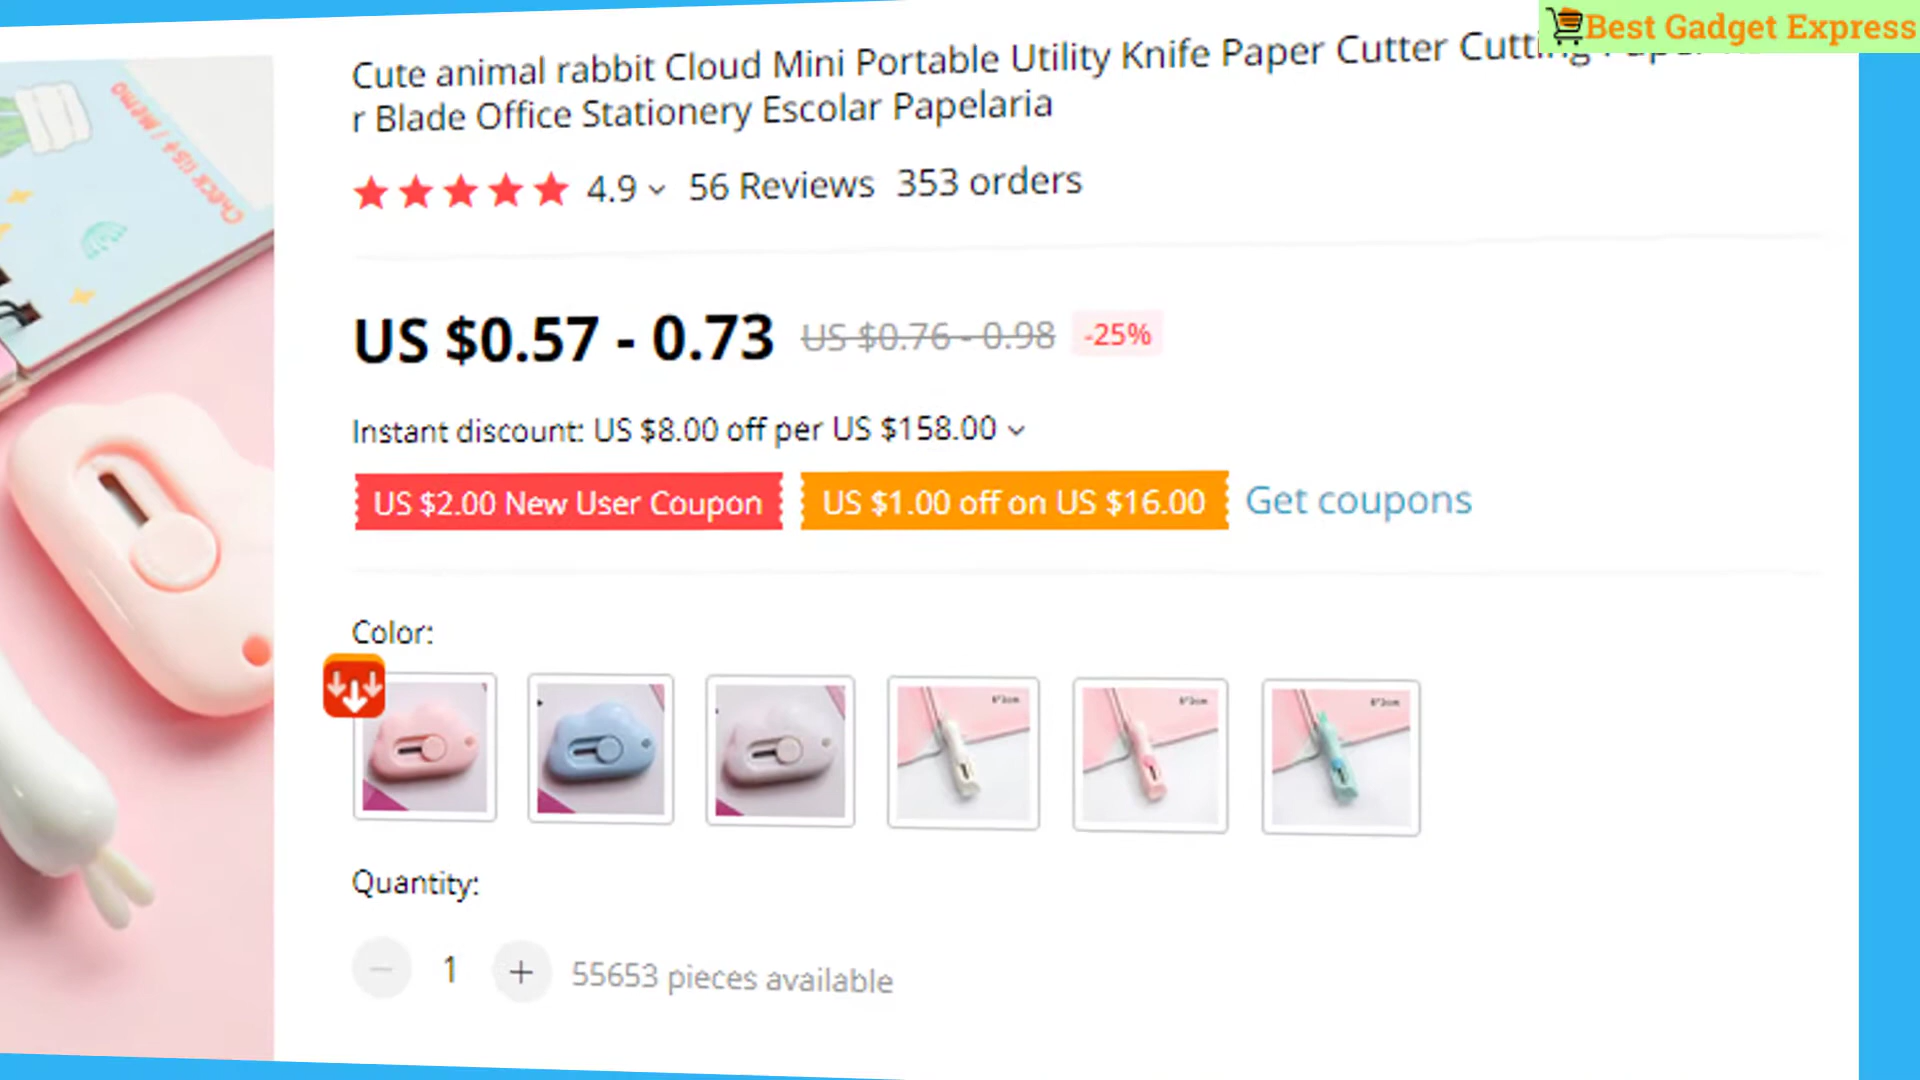 Best Gadget Express
Cute animal rabbit Cloud Mini Portable Utility Knife Paper Cutter
r Blade Office Stationery Escolar Papelaria
4.9 56 Reviews 353 orders
US $0.57 - 0.73 US $0.76 - 0.98 -25%
Instant discount: US $8.00 off per US $158.00
US $2.00 New User Coupon US $1.00 off on US $16.00 Get coupons
Color:
Quantity:
1 55653 pieces available
Check list / Memo